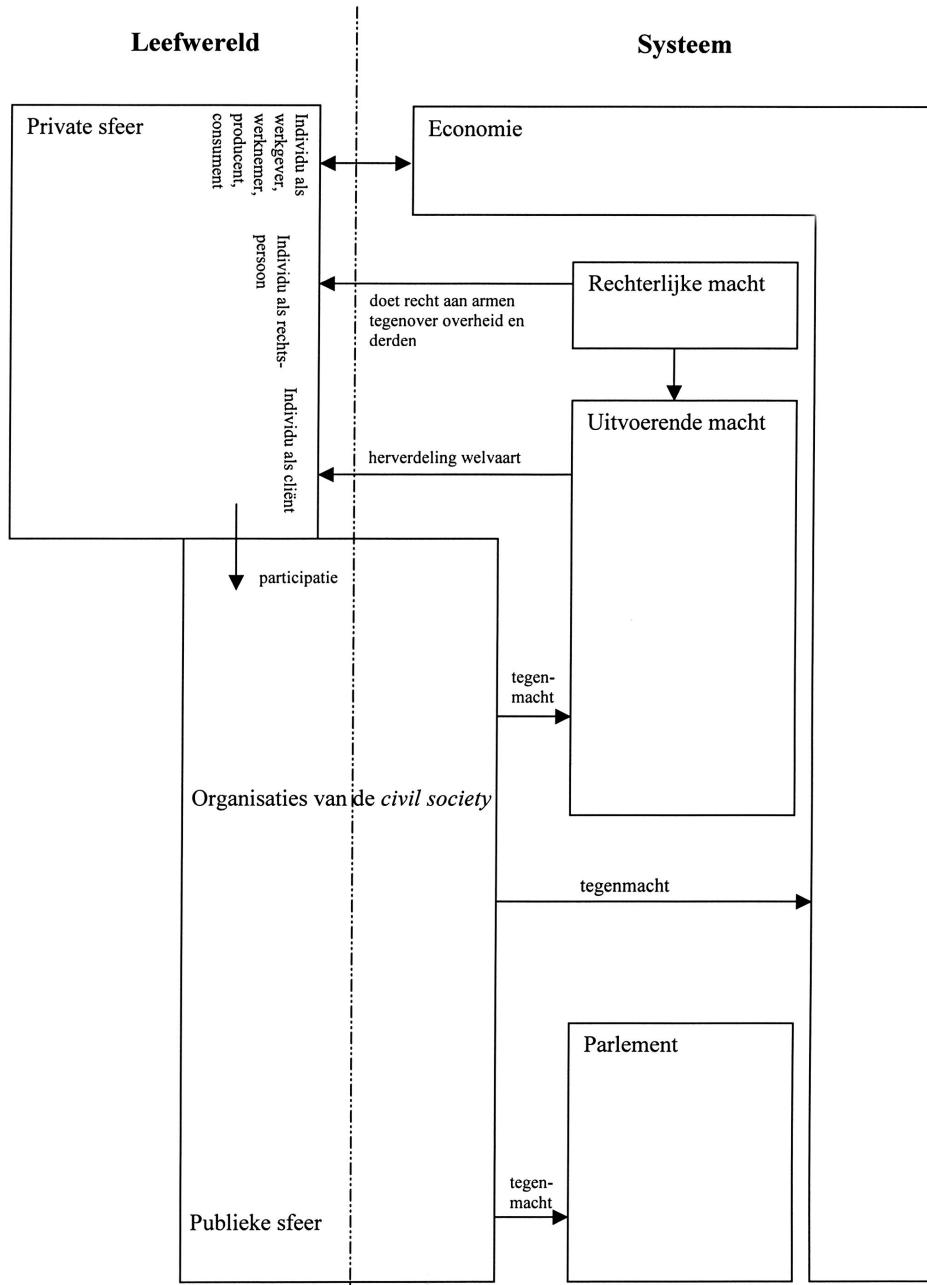 Leefwereld
Systeem
Private sfeer
Individu als
werkgever,
werknemer,
producent,
consument
Economie
Individu als rechts-
persoon
Rechterlijke macht
doet recht aan armen
tegenover overheid en
derden
Individu als cliënt
Uitvoerende macht
herverdeling welvaart
participatie
tegen-
macht
Organisaties van de civil society
tegenmacht
Parlement
tegen-
macht
Publieke sfeer